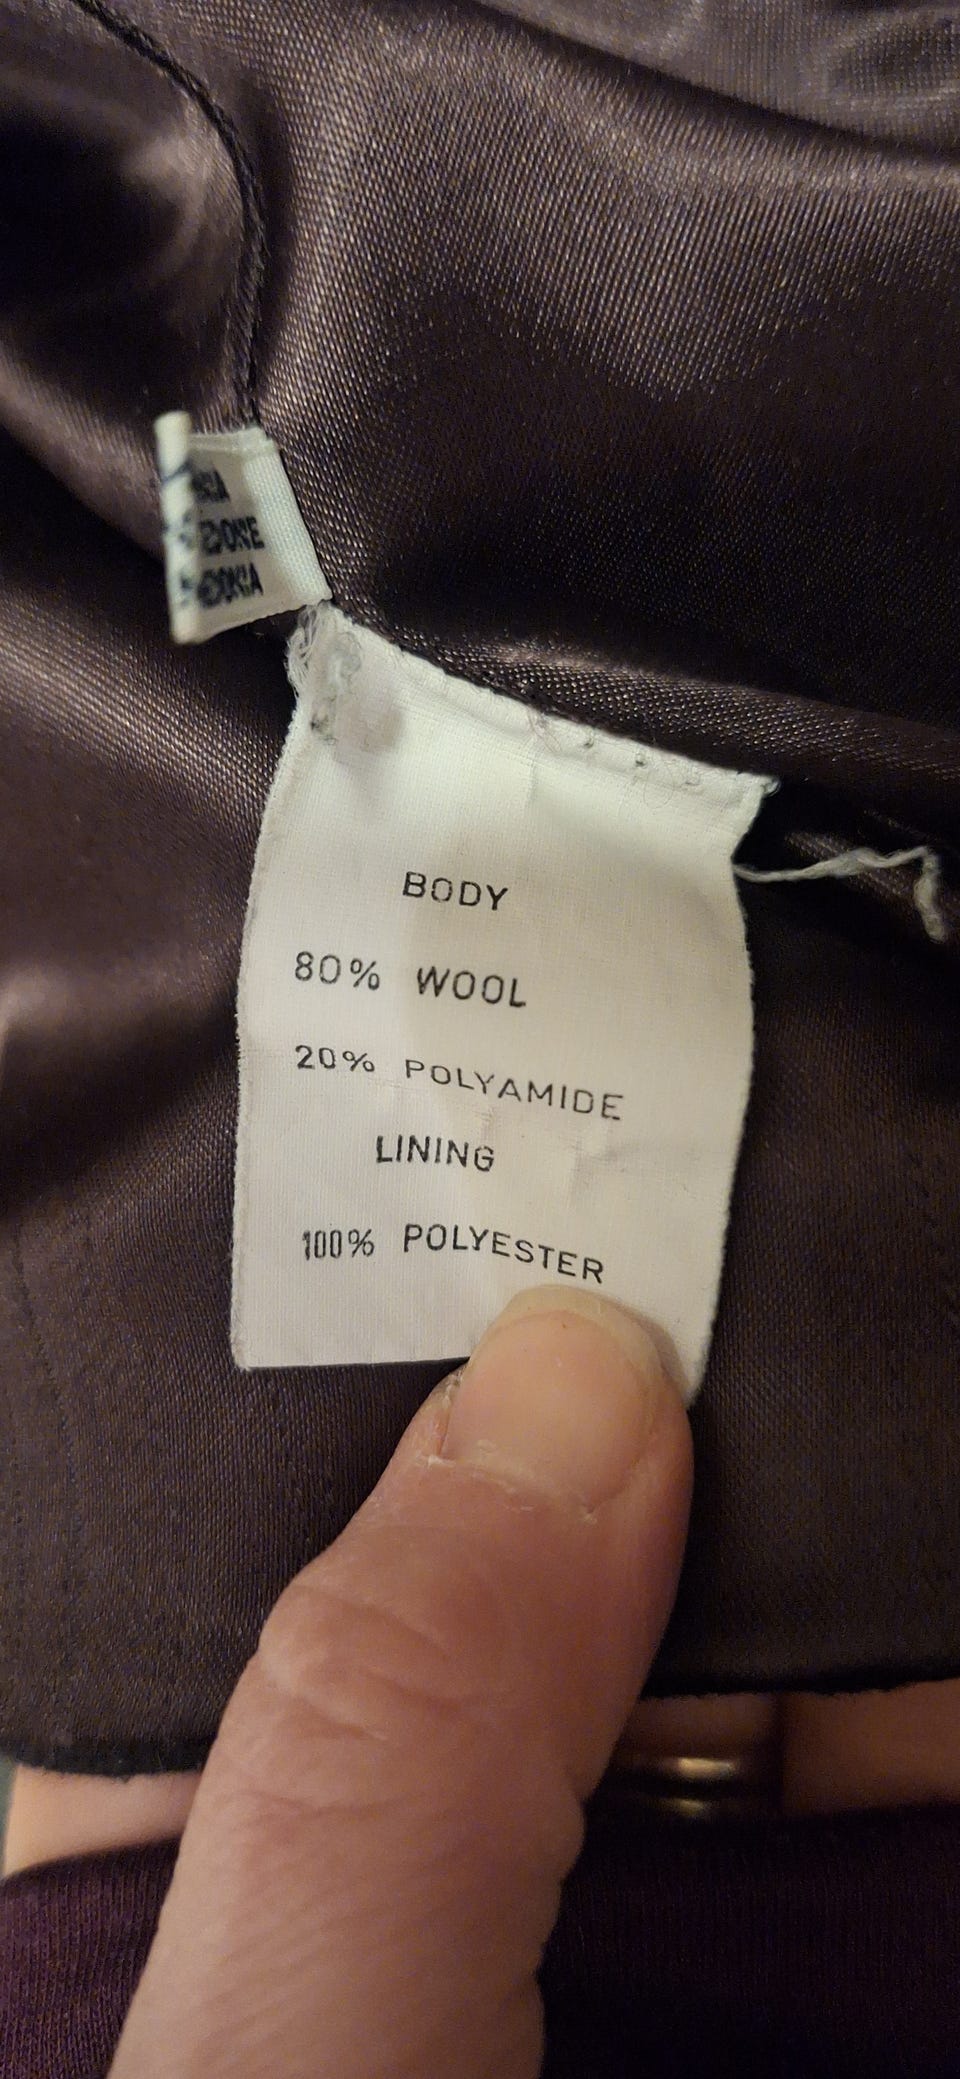 BODY
80% WOOL
20% POLYAMIDE
LINING
100% POLYESTER